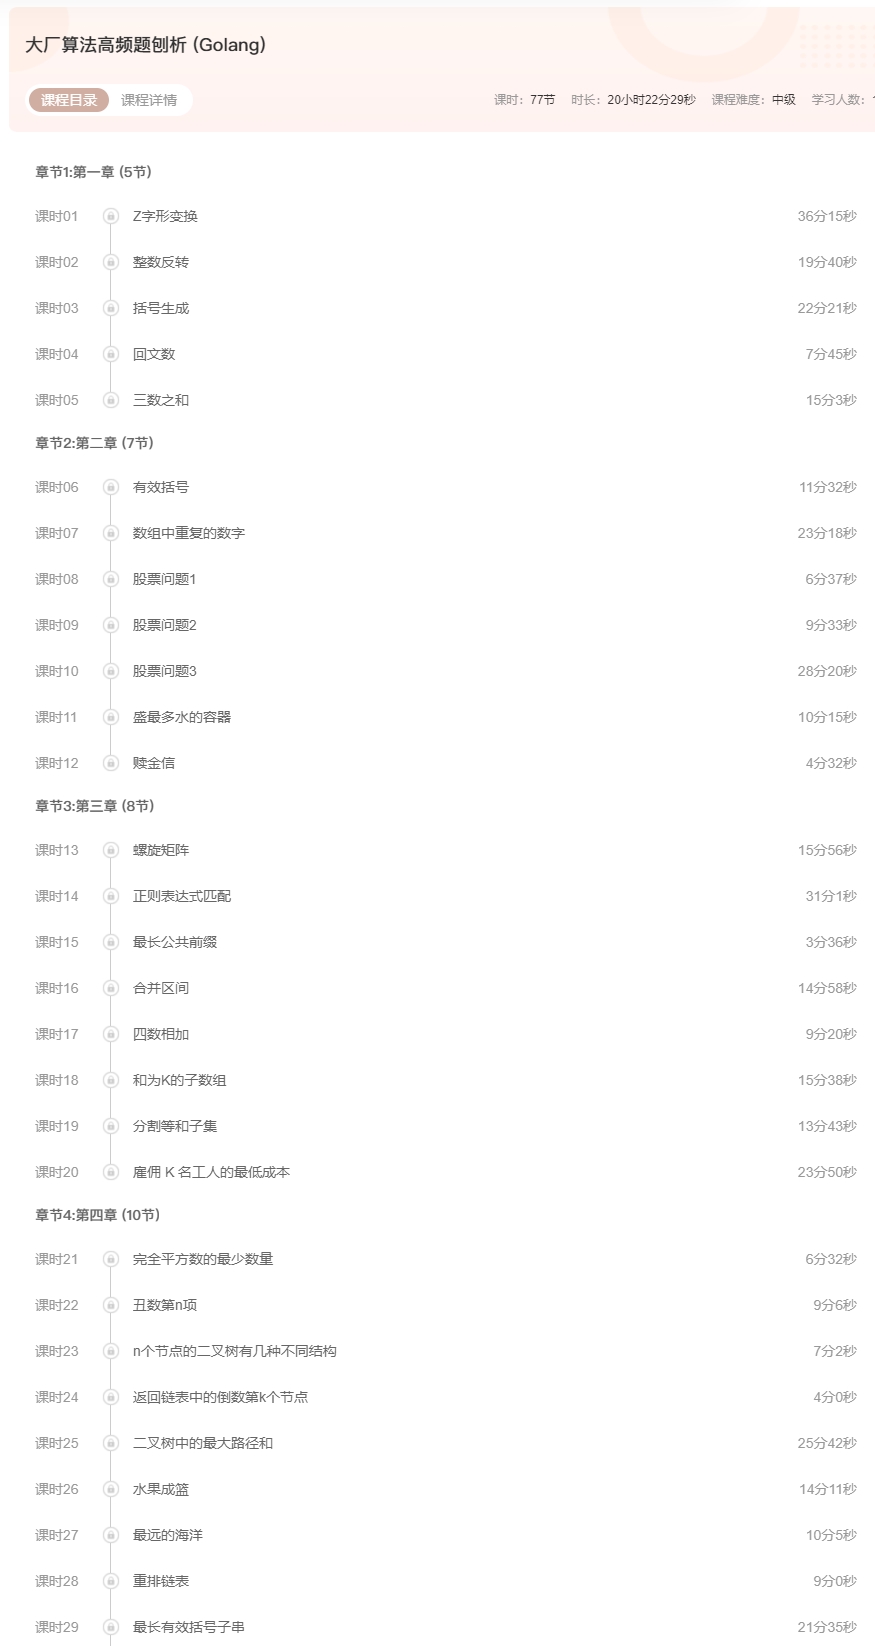 大厂算法高频题刨析 (Golang)
课程目录 课程详情 课时：77节 时长：20小时22分29秒 课程难度：中级 学习人数：
章节1:第一章 (5节)
课时01 Z字形变换 36分15秒
课时02 整数反转 19分40秒
课时03 括号生成 22分21秒
课时04 回文数 7分45秒
课时05 三数之和 15分3秒
章节2:第二章 (7节)
课时06 有效括号 11分32秒
课时07 数组中重复的数字 23分18秒
课时08 股票问题1 6分37秒
课时09 股票问题2 9分33秒
课时10 股票问题3 28分20秒
课时11 盛最多水的容器 10分15秒
课时12 赎金信 4分32秒
章节3:第三章 (8节)
课时13 螺旋矩阵 15分56秒
课时14 正则表达式匹配 31分1秒
课时15 最长公共前缀 3分36秒
课时16 合并区间 14分58秒
课时17 四数相加 9分20秒
课时18 和为K的子数组 15分38秒
课时19 分割等和子集 13分43秒
课时20 雇佣 K 名工人的最低成本 23分50秒
章节4:第四章 (10节)
课时21 完全平方数的最少数量 6分32秒
课时22 丑数第n项 9分6秒
课时23 n个节点的二叉树有几种不同结构 7分2秒
课时24 返回链表中的倒数第k个节点 4分0秒
课时25 二叉树中的最大路径和 25分42秒
课时26 水果成篮 14分11秒
课时27 最远的海洋 10分5秒
课时28 重排链表 9分0秒
课时29 最长有效括号子串 21分35秒